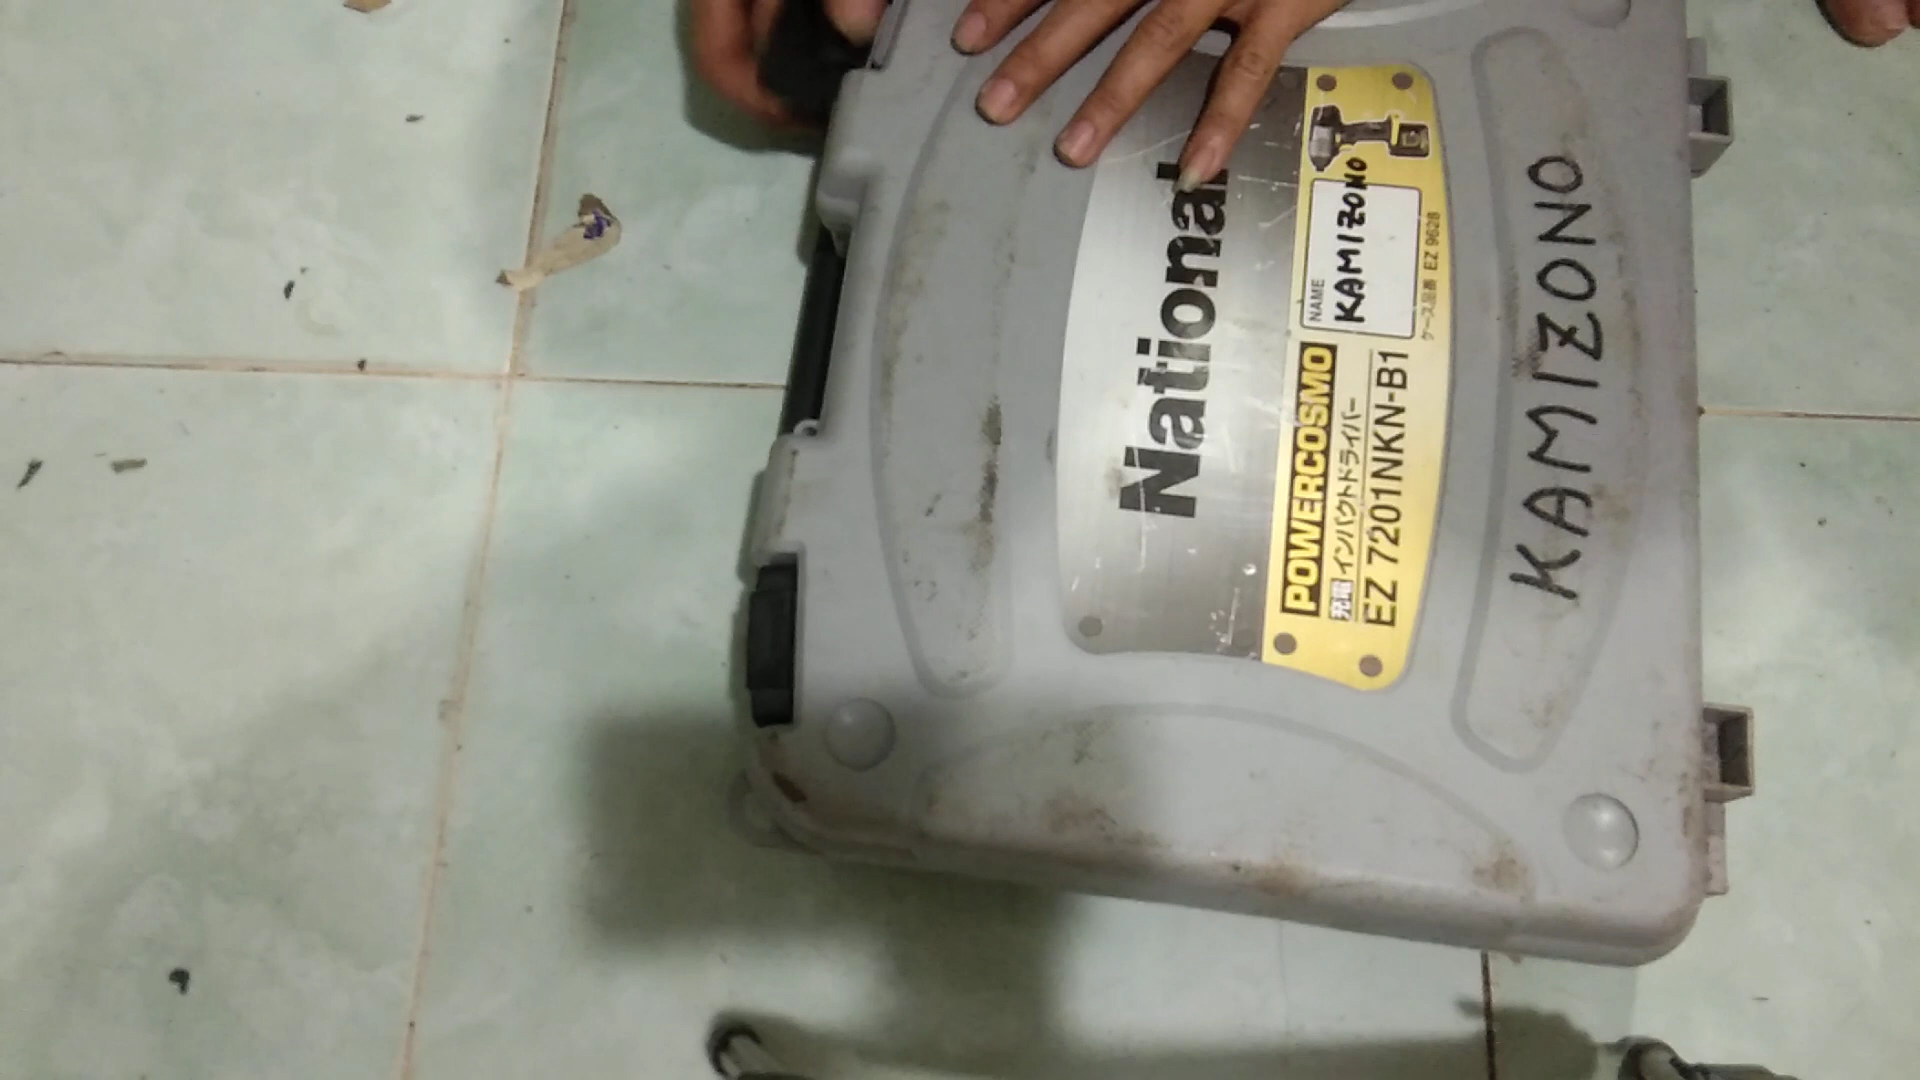 National
POWERCOSMO
充電インパクトドライバー
EZ 7201NKN-B1
NAME
KAMIZONO
ケース品番 EZ 9628
KAMIZONO